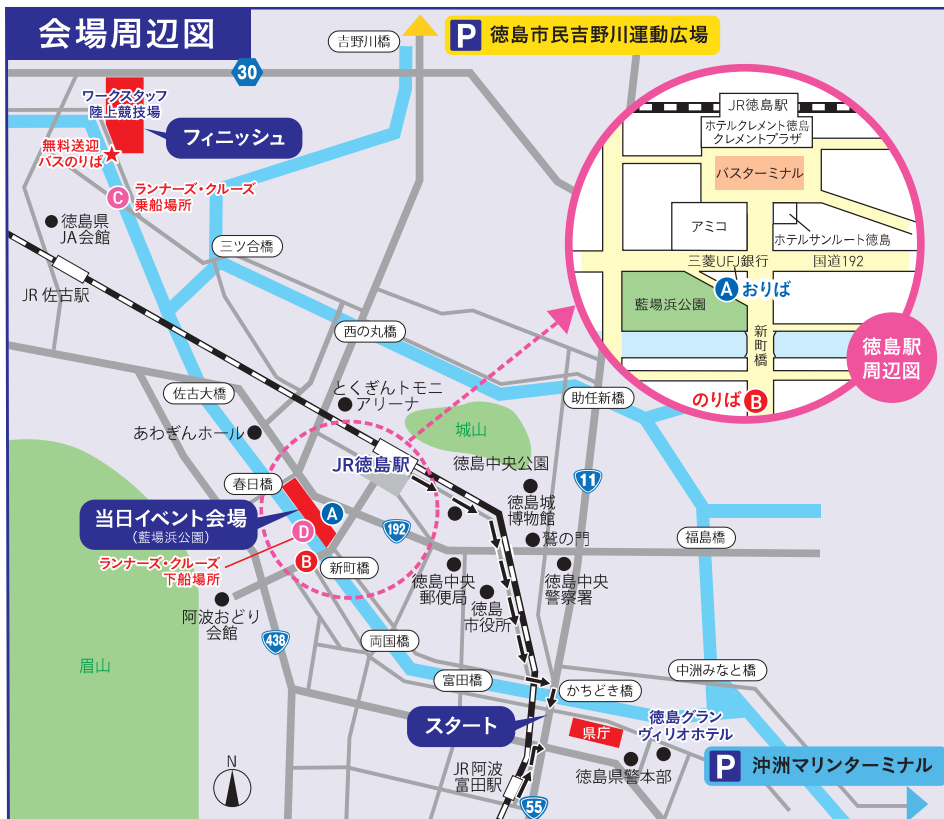 会場周辺図
吉野川橋
P 徳島市民吉野川運動広場
30
ワークスタッフ
陸上競技場
フィニッシュ
無料送迎
バスのりば
C
ランナーズ・クルーズ
乗船場所
徳島県
JA会館
三ツ合橋
JR 佐古駅
西の丸橋
佐古大橋
とくぎんトモニ
アリーナ
助任新橋
あわぎんホール
城山
JR徳島駅
徳島中央公園
春日橋
11
徳島城
博物館
当日イベント会場
(藍場浜公園)
A
D
192
鷲の門
福島橋
ランナーズ・クルーズ
下船場所
B
新町橋
徳島中央
郵便局
徳島
市役所
徳島中央
警察署
阿波おどり
会館
438
両国橋
眉山
富田橋
かちどき橋
中洲みなと橋
スタート
県庁
徳島グラン
ヴィリオホテル
JR阿波
富田駅
徳島県警本部
P 沖洲マリンターミナル
N
55
JR徳島駅
ホテルクレメント徳島
クレメントプラザ
バスターミナル
アミコ
ホテルサンルート徳島
三菱UFJ銀行
国道192
A おりば
藍場浜公園
新町橋
のりば B
徳島駅
周辺図